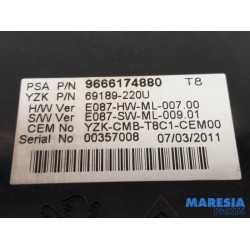 PSA P/N 9666174880 T8
YZK P/N 69189-220U
H/W Ver E087-HW-ML-007.00
S/W Ver E087-SW-ML-009.01
CEM No YZK-CMB-T8C1-CEM00
Serial No 00357008 07/03/2011
MARESIA
PARTS